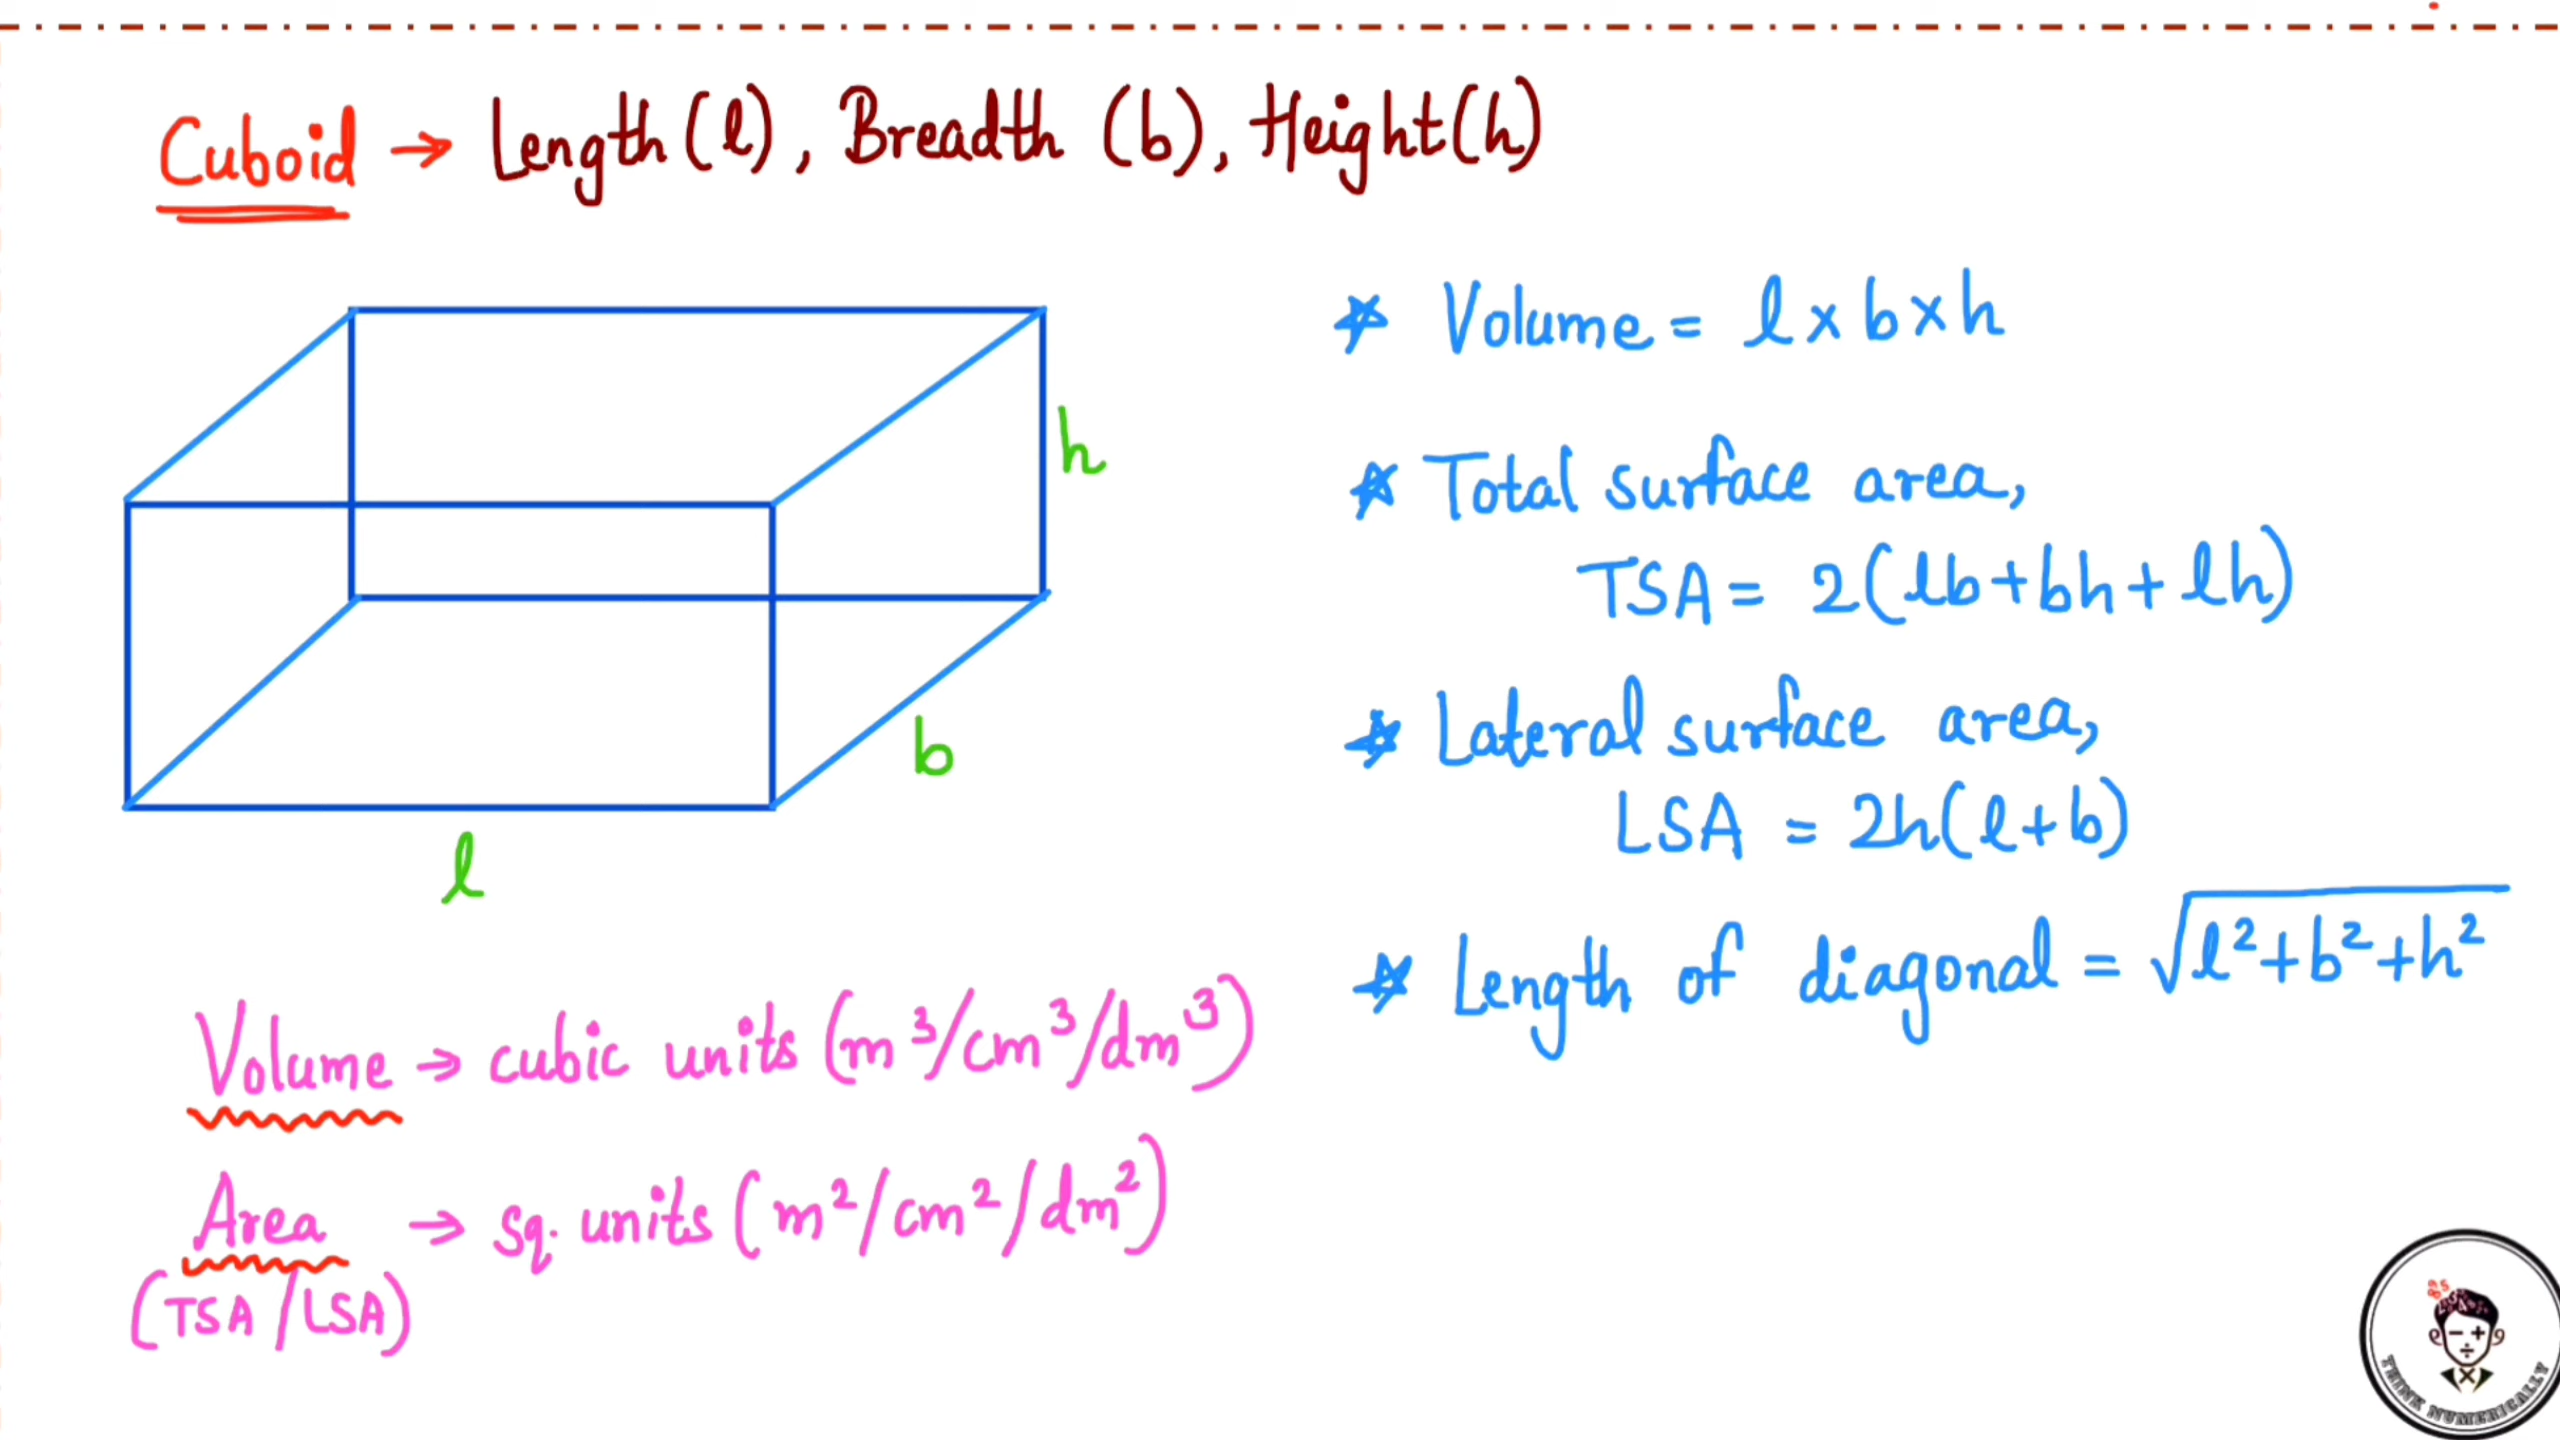 Cuboid → Length (l), Breadth (b), Height (h)
h
b
l
* Volume = l × b × h
* Total surface area,
TSA = 2(lb + bh + lh)
* Lateral surface area,
LSA = 2h(l + b)
* Length of diagonal = √l² + b² + h²
Volume → cubic units (m³/cm³/dm³)
Area → sq. units (m²/cm²/dm²)
(TSA / LSA)
THINK NUMERICALLY